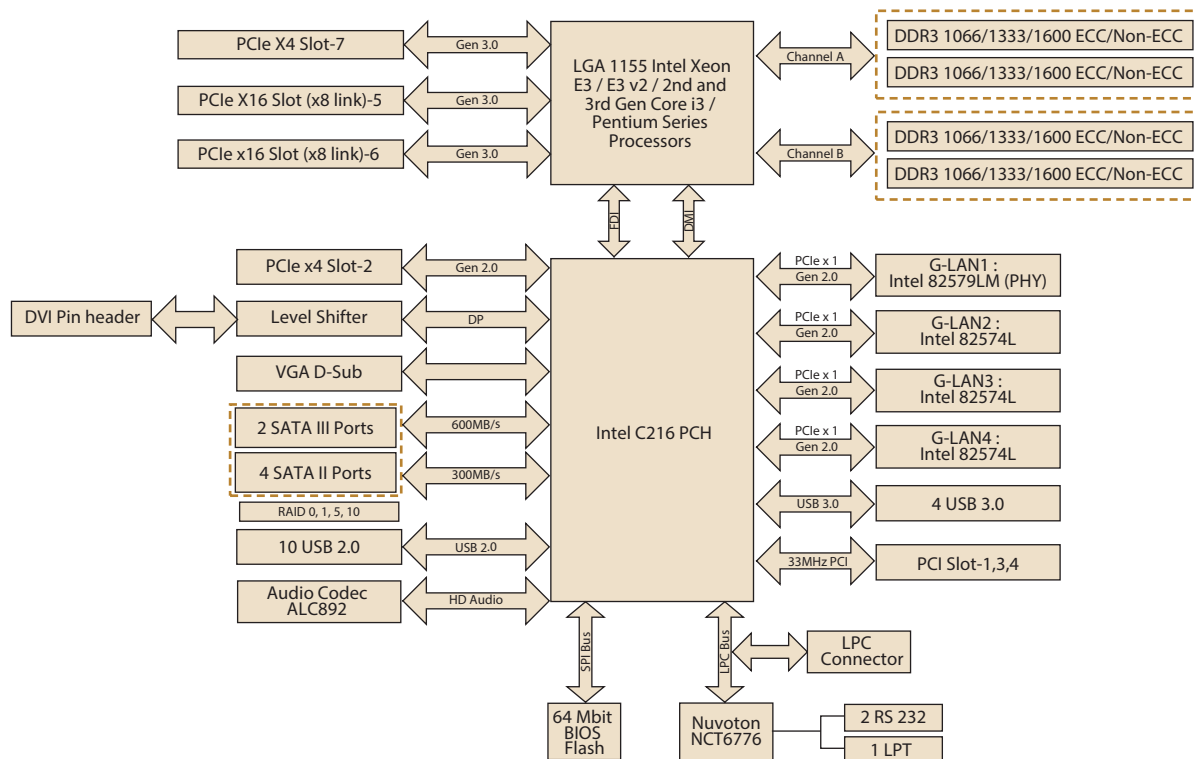 PCIe X4 Slot-7
Gen 3.0
PCIe X16 Slot (x8 link)-5
Gen 3.0
PCIe x16 Slot (x8 link)-6
Gen 3.0
LGA 1155 Intel Xeon
E3 / E3 v2 / 2nd and
3rd Gen Core i3 /
Pentium Series
Processors
Channel A
DDR3 1066/1333/1600 ECC/Non-ECC
DDR3 1066/1333/1600 ECC/Non-ECC
Channel B
DDR3 1066/1333/1600 ECC/Non-ECC
DDR3 1066/1333/1600 ECC/Non-ECC
FDI
DMI
PCIe x4 Slot-2
Gen 2.0
DVI Pin header
Level Shifter
DP
VGA D-Sub
2 SATA III Ports
600MB/s
4 SATA II Ports
300MB/s
RAID 0, 1, 5, 10
10 USB 2.0
USB 2.0
Audio Codec
ALC892
HD Audio
Intel C216 PCH
PCIe x 1
Gen 2.0
G-LAN1 :
Intel 82579LM (PHY)
PCIe x 1
Gen 2.0
G-LAN2 :
Intel 82574L
PCIe x 1
Gen 2.0
G-LAN3 :
Intel 82574L
PCIe x 1
Gen 2.0
G-LAN4 :
Intel 82574L
USB 3.0
4 USB 3.0
33MHz PCI
PCI Slot-1,3,4
SPI Bus
LPC Bus
LPC
Connector
64 Mbit
BIOS
Flash
Nuvoton
NCT6776
2 RS 232
1 LPT